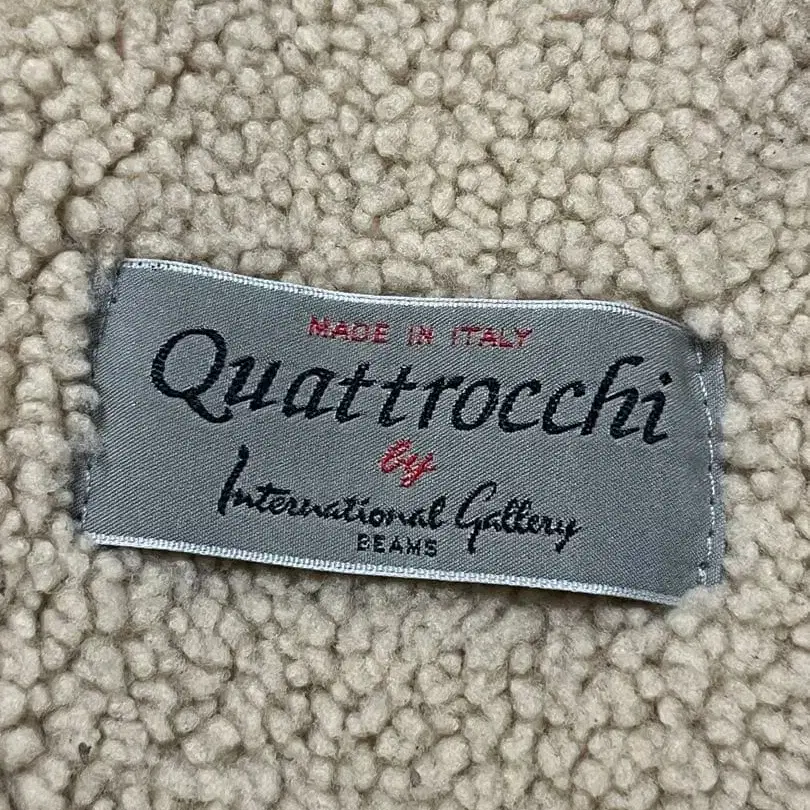 MADE IN ITALY
Quattrocchi
by
International Gallery
BEAMS